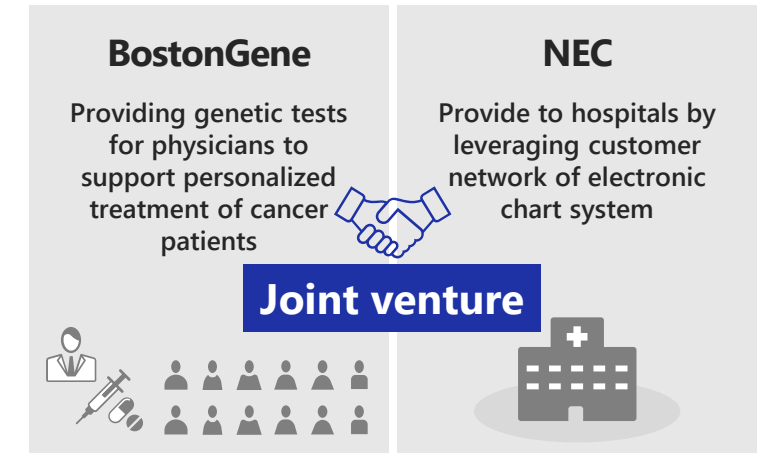 BostonGene
Providing genetic tests
for physicians to
support personalized
treatment of cancer
patients
NEC
Provide to hospitals by
leveraging customer
network of electronic
chart system
Joint venture